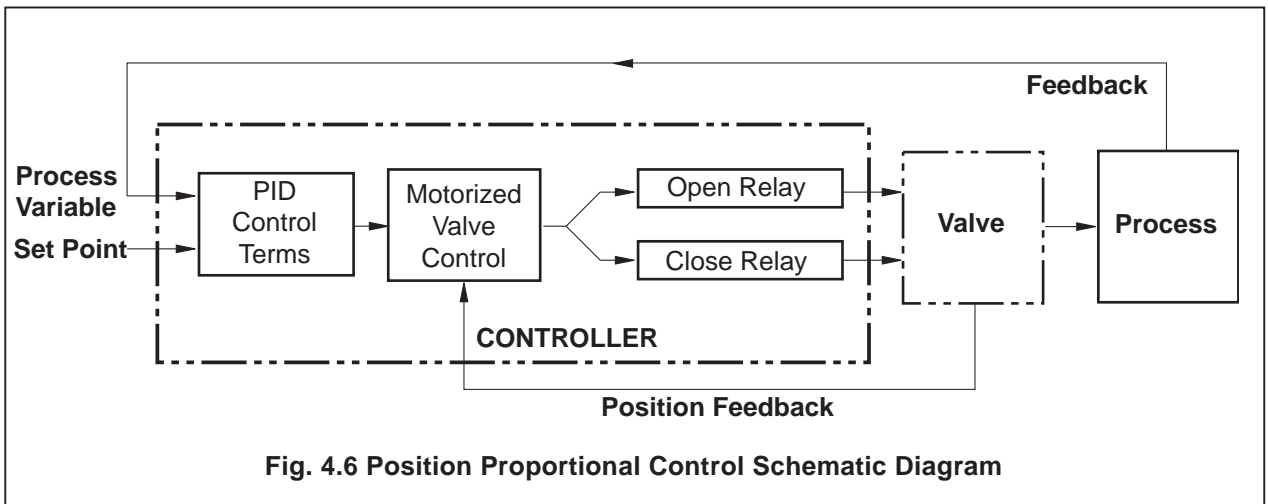 Feedback
Process
Variable
Set Point
PID
Control
Terms
Motorized
Valve
Control
Open Relay
Close Relay
Valve
Process
CONTROLLER
Position Feedback
Fig. 4.6 Position Proportional Control Schematic Diagram